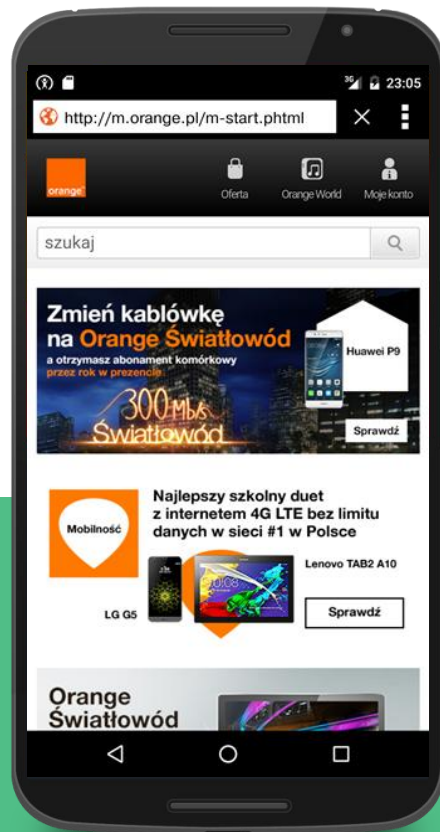 3G 23:05
http://m.orange.pl/m-start.phtml
orange™
Oferta
Orange World
Moje konto
szukaj
Zmień kablówkę
na Orange Światłowód
a otrzymasz abonament komórkowy
przez rok w prezencie
300 Mb/s
Światłowód
Huawei P9
Sprawdź
Mobilność
Najlepszy szkolny duet
z internetem 4G LTE bez limitu
danych w sieci #1 w Polsce
LG G5
Lenovo TAB2 A10
Sprawdź
Orange
Światłowód